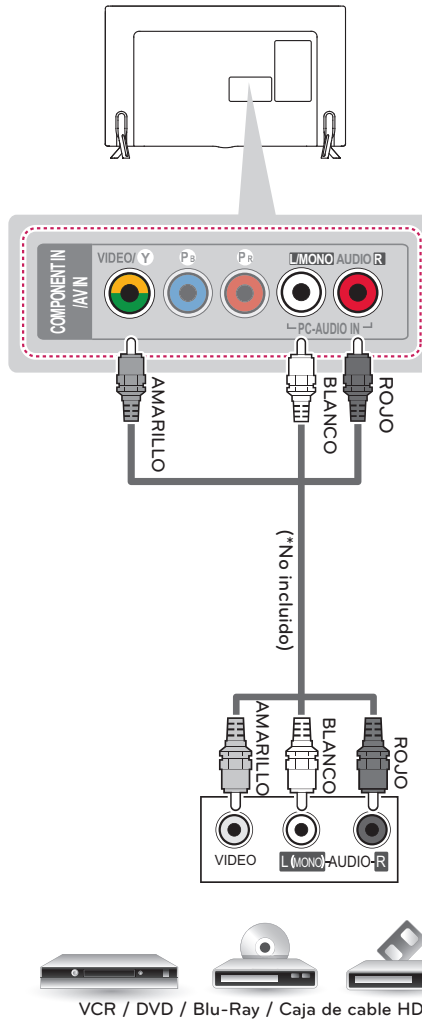 COMPONENT IN
/AV IN
VIDEO/ Y
PB
PR
L/MONO AUDIO R
PC-AUDIO IN
AMARILLO
BLANCO
ROJO
(*No incluido)
AMARILLO
BLANCO
ROJO
VIDEO
L (MONO)-AUDIO-R
VCR / DVD / Blu-Ray / Caja de cable HD